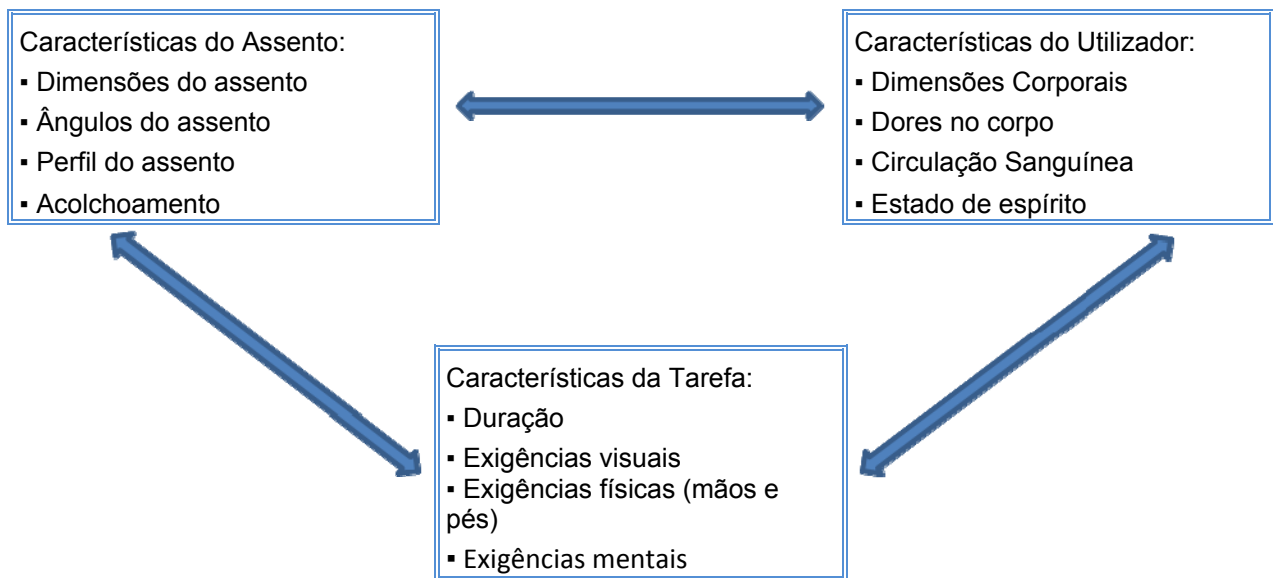 Características do Assento:
▪ Dimensões do assento
▪ Ângulos do assento
▪ Perfil do assento
▪ Acolchoamento
Características do Utilizador:
▪ Dimensões Corporais
▪ Dores no corpo
▪ Circulação Sanguínea
▪ Estado de espírito
Características da Tarefa:
▪ Duração
▪ Exigências visuais
▪ Exigências físicas (mãos e
pés)
▪ Exigências mentais